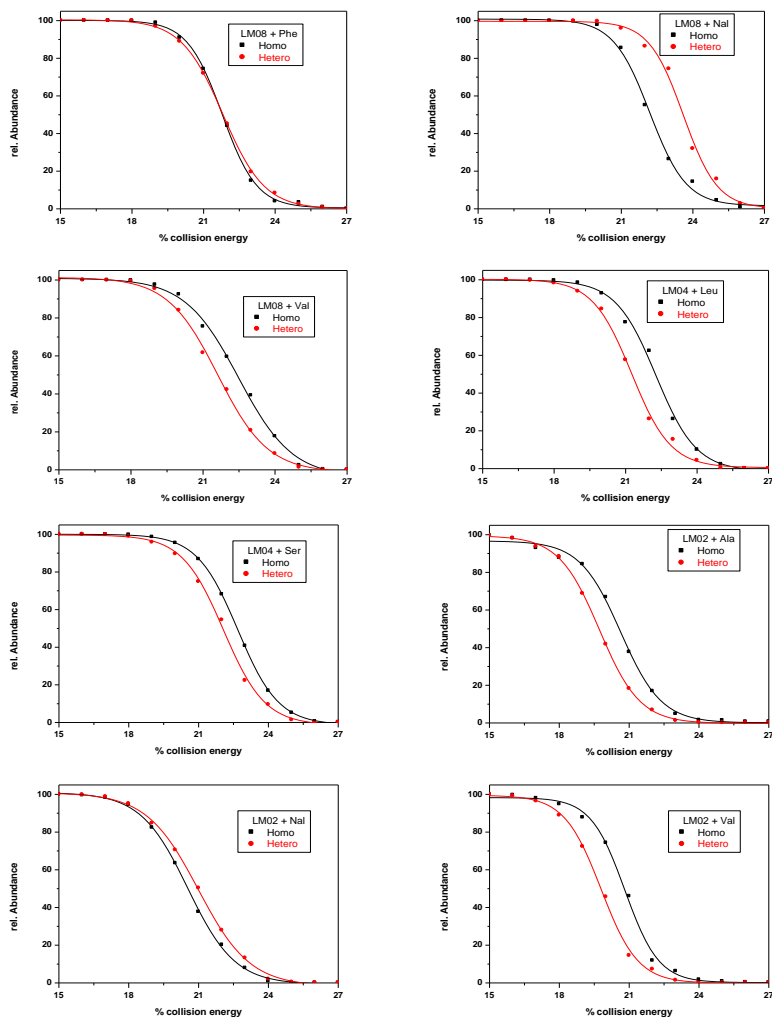 LM08 + Phe
Homo
Hetero
rel. Abundance
100
80
60
40
20
0
15 18 21 24 27
% collision energy
LM08 + Nal
Homo
Hetero
rel. Abundance
100
80
60
40
20
0
15 18 21 24 27
% collision energy
LM08 + Val
Homo
Hetero
rel. Abundance
100
80
60
40
20
0
15 18 21 24 27
% collision energy
LM04 + Leu
Homo
Hetero
rel. Abundance
100
80
60
40
20
0
15 18 21 24 27
% collision energy
LM04 + Ser
Homo
Hetero
rel. Abundance
100
80
60
40
20
0
15 18 21 24 27
% collision energy
LM02 + Ala
Homo
Hetero
rel. Abundance
100
80
60
40
20
0
15 18 21 24 27
% collision energy
LM02 + Nal
Homo
Hetero
rel. Abundance
100
80
60
40
20
0
15 18 21 24 27
% collision energy
LM02 + Val
Homo
Hetero
rel. Abundance
100
80
60
40
20
0
15 18 21 24 27
% collision energy